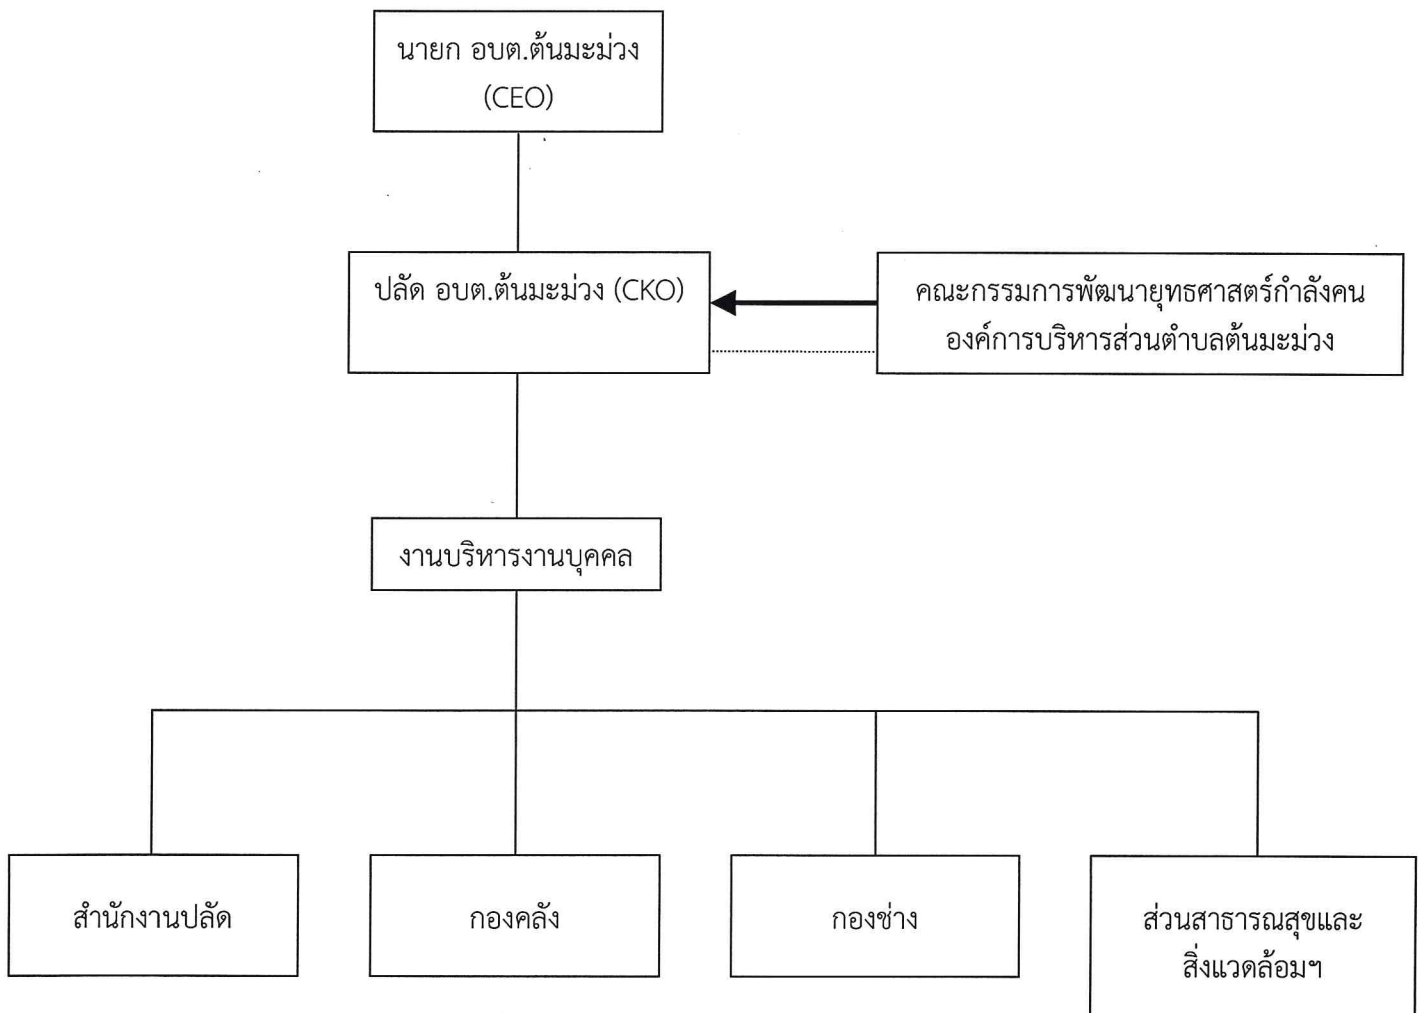 นายก อบต.ต้นมะม่วง
(CEO)
ปลัด อบต.ต้นมะม่วง (CKO)
คณะกรรมการพัฒนายุทธศาสตร์กำลังคน
องค์การบริหารส่วนตำบลต้นมะม่วง
งานบริหารงานบุคคล
สำนักงานปลัด
กองคลัง
กองช่าง
ส่วนสาธารณสุขและ
สิ่งแวดล้อมฯ